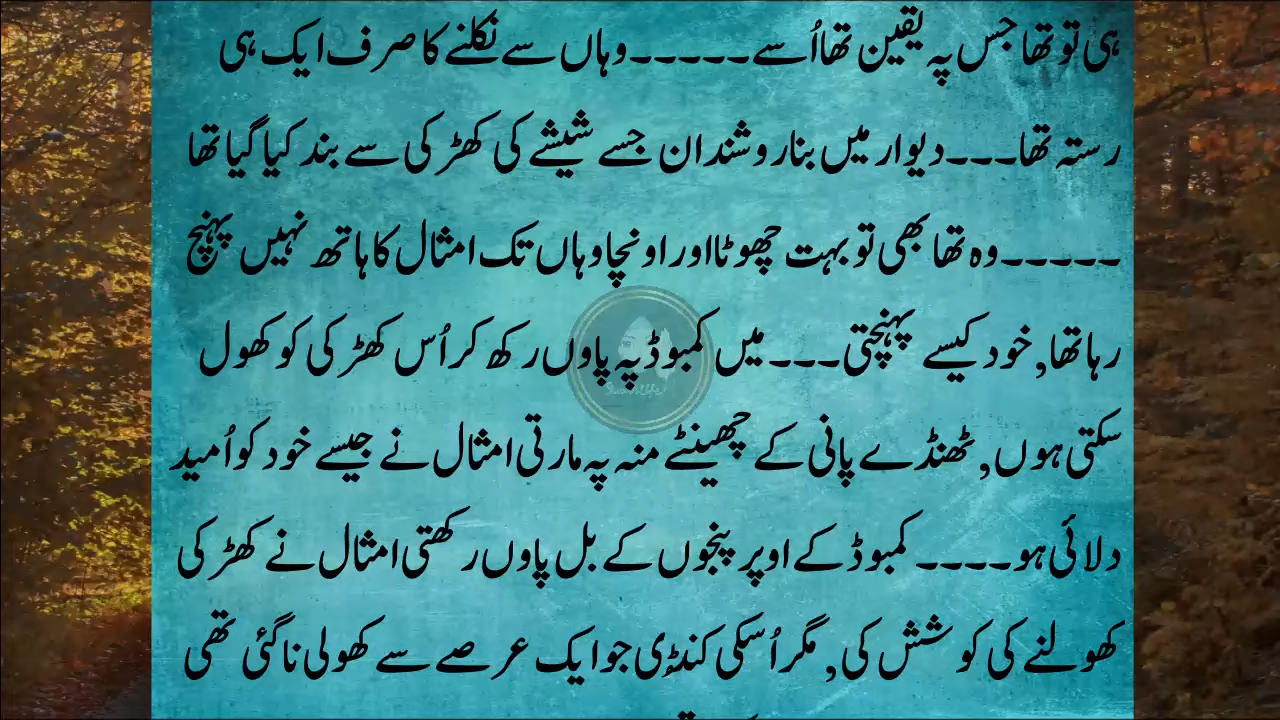 ہی تو تھا جس پہ یقین تھا اُسے۔۔۔۔۔وہاں سے نکلنے کا صرف ایک ہی
رستہ تھا۔۔۔دیوار میں بنا روشندان جسے شیشے کی کھڑکی سے بند کیا گیا تھا
۔۔۔۔۔وہ تھا بھی تو بہت چھوٹا اور اونچا وہاں تک امثال کا ہاتھ نہیں پہنچ
رہا تھا, خود کیسے پہنچتی۔۔۔میں کمبوڈ پہ پاوں رکھ کر اُس کھڑکی کو کھول
سکتی ہوں, ٹھنڈے پانی کے چھینٹے منہ پہ مارتی امثال نے جیسے خود کو اُمید
دلائی ہو۔۔۔۔کمبوڈ کے اوپر پنجوں کے بل پاوں رکھتی امثال نے کھڑکی
کھولنے کی کوشش کی, مگر اُسکی کنڈی جو ایک عرصے سے کھولی نا گئی تھی